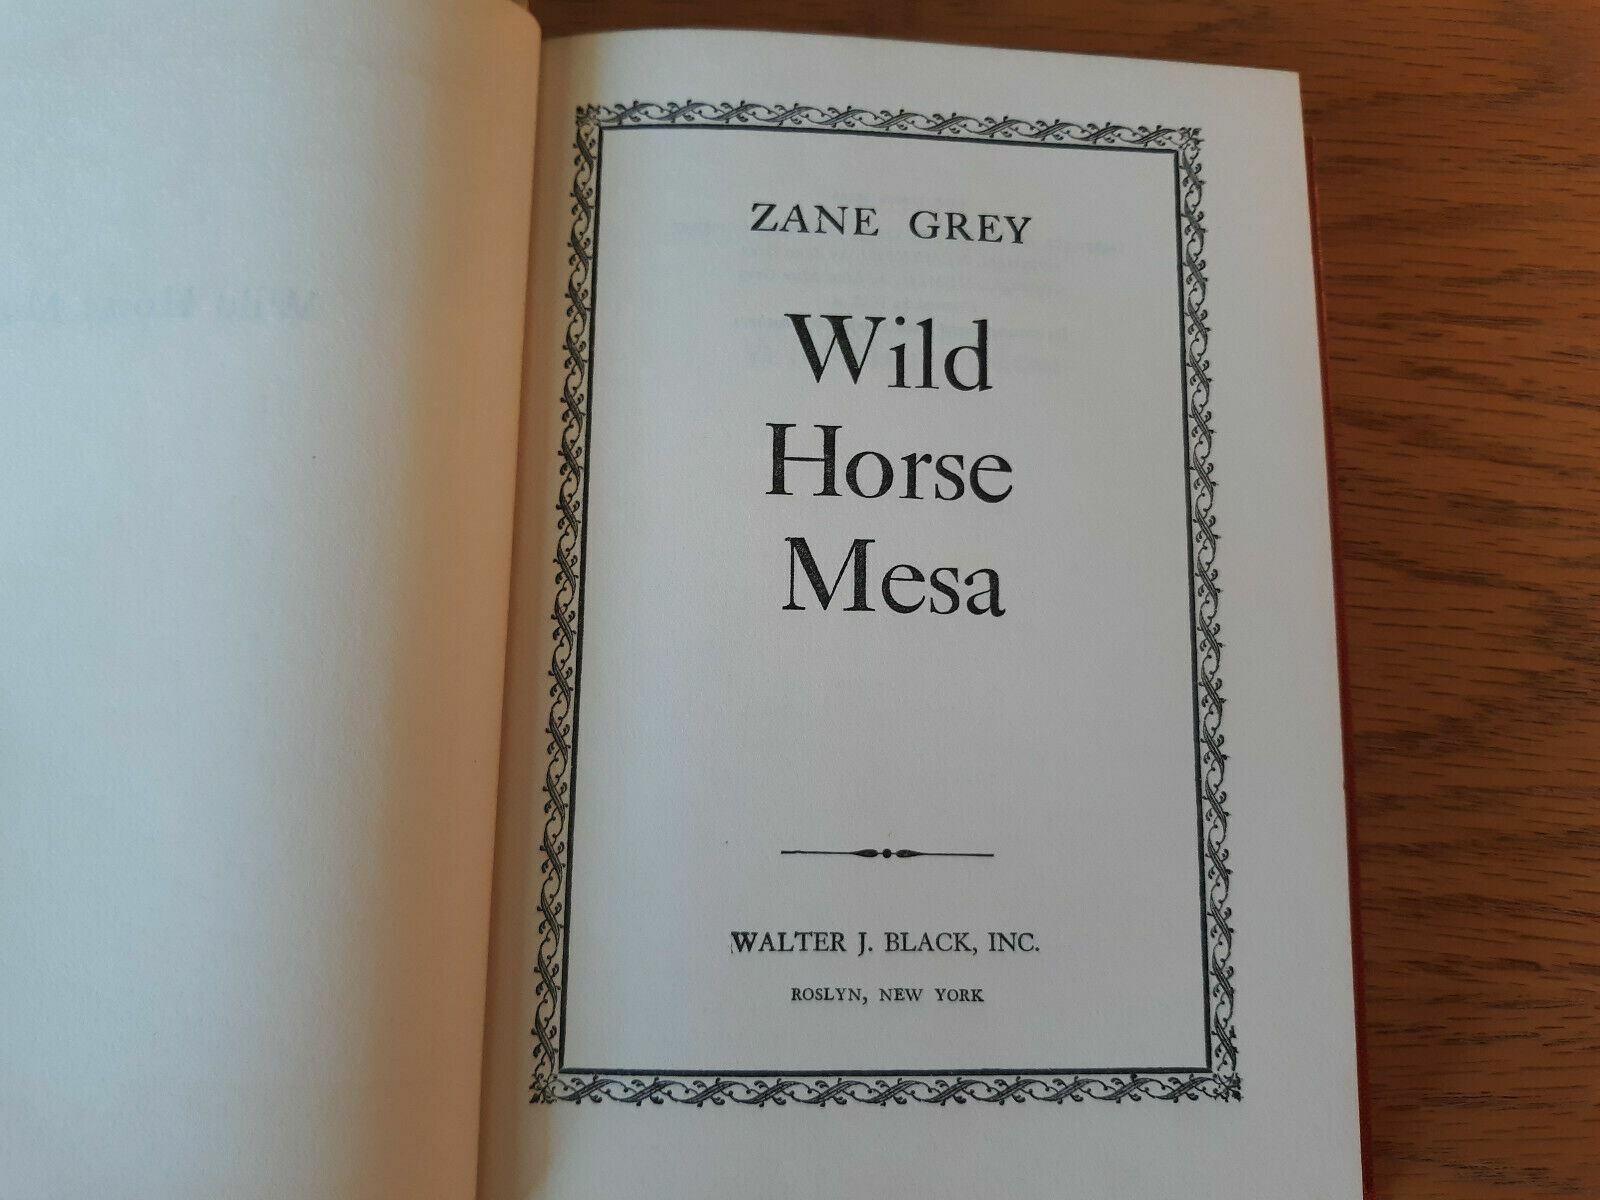 ZANE GREY
Wild
Horse
Mesa
WALTER J. BLACK, INC.
ROSLYN, NEW YORK